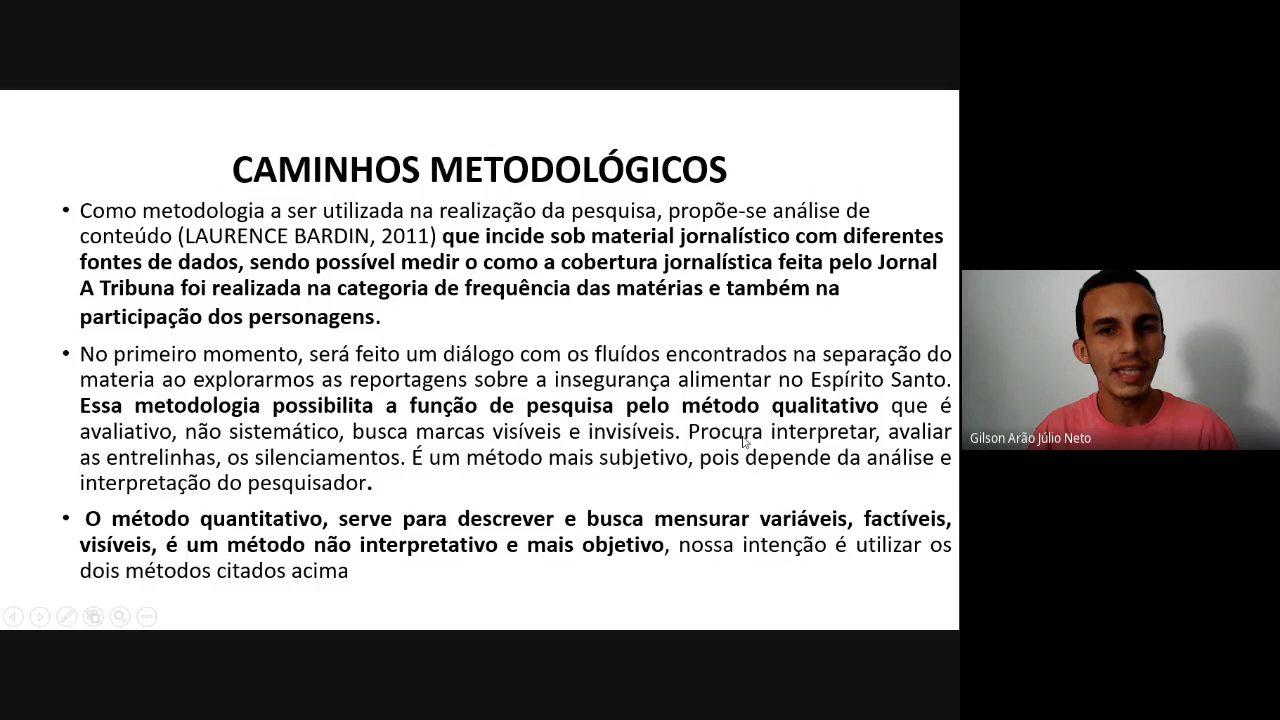 CAMINHOS METODOLÓGICOS
• Como metodologia a ser utilizada na realização da pesquisa, propõe-se análise de
conteúdo (LAURENCE BARDIN, 2011) que incide sob material jornalístico com diferentes
fontes de dados, sendo possível medir o como a cobertura jornalística feita pelo Jornal
A Tribuna foi realizada na categoria de frequência das matérias e também na
participação dos personagens.
• No primeiro momento, será feito um diálogo com os fluídos encontrados na separação do
materia ao explorarmos as reportagens sobre a insegurança alimentar no Espírito Santo.
Essa metodologia possibilita a função de pesquisa pelo método qualitativo que é
avaliativo, não sistemático, busca marcas visíveis e invisíveis. Procura interpretar, avaliar
as entrelinhas, os silenciamentos. É um método mais subjetivo, pois depende da análise e
interpretação do pesquisador.
• O método quantitativo, serve para descrever e busca mensurar variáveis, factíveis,
visíveis, é um método não interpretativo e mais objetivo, nossa intenção é utilizar os
dois métodos citados acima
Gilson Arão Júlio Neto